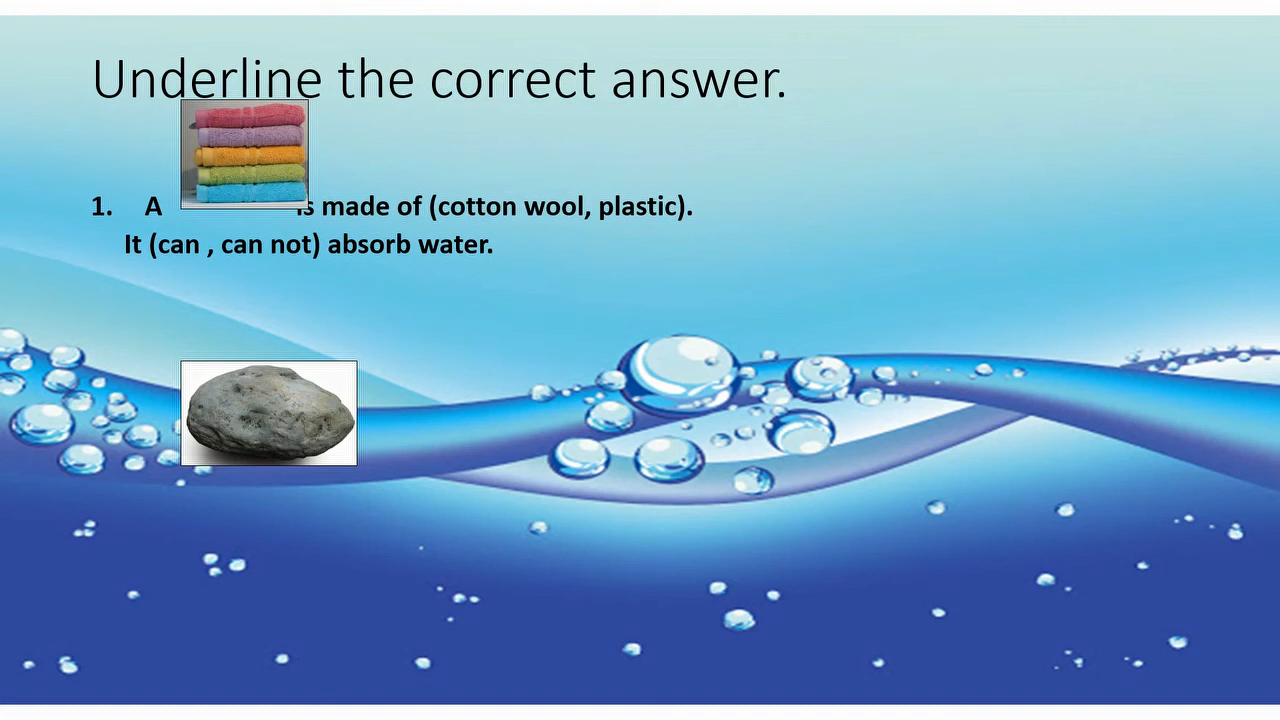 Underline the correct answer.
1. A is made of (cotton wool, plastic).
It (can , can not) absorb water.